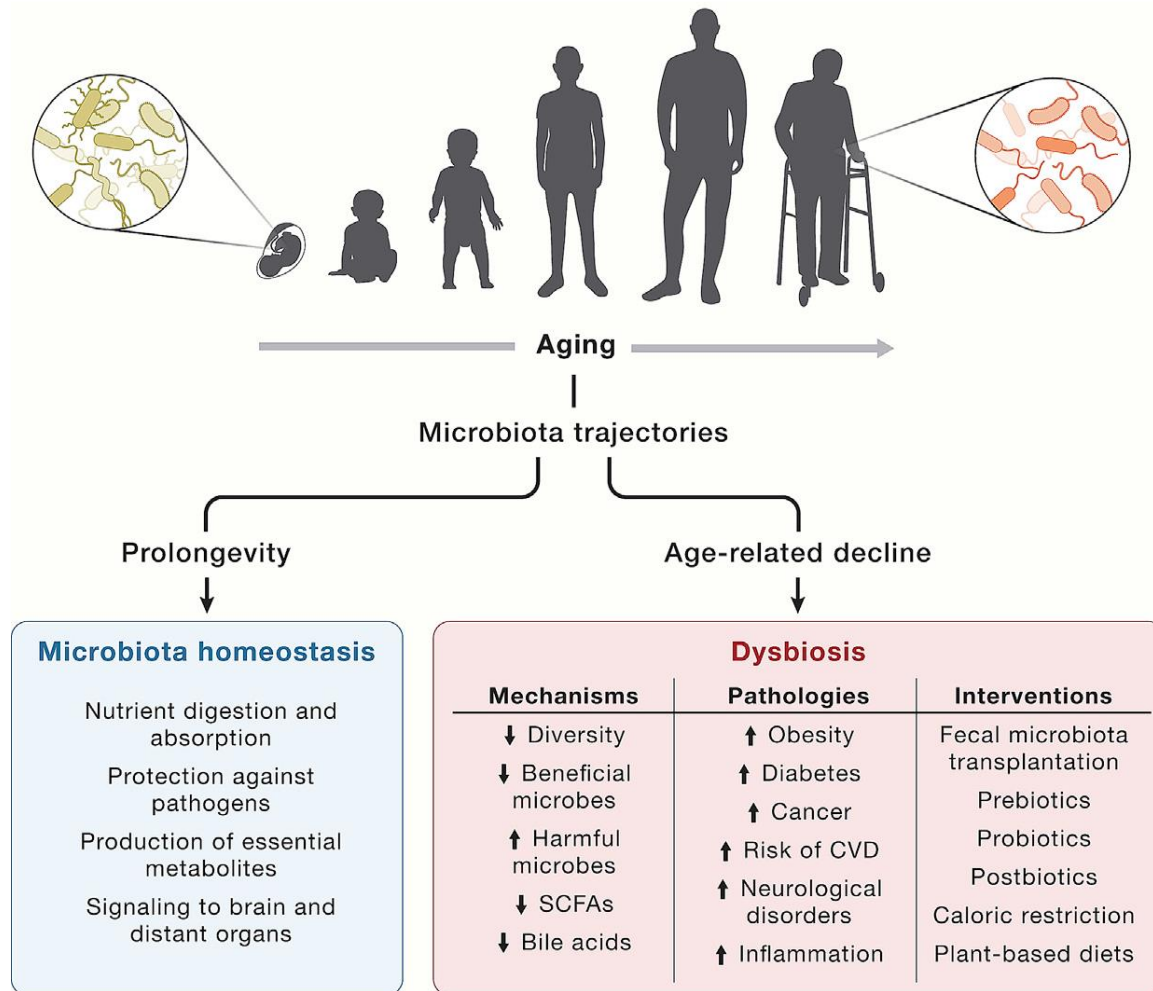 Aging
Microbiota trajectories
Prolongevity
Age-related decline
Microbiota homeostasis
Nutrient digestion and
absorption
Protection against
pathogens
Production of essential
metabolites
Signaling to brain and
distant organs
Dysbiosis
Mechanisms
↓ Diversity
↓ Beneficial
microbes
↑ Harmful
microbes
↓ SCFAs
↓ Bile acids
Pathologies
↑ Obesity
↑ Diabetes
↑ Cancer
↑ Risk of CVD
↑ Neurological
disorders
↑ Inflammation
Interventions
Fecal microbiota
transplantation
Prebiotics
Probiotics
Postbiotics
Caloric restriction
Plant-based diets